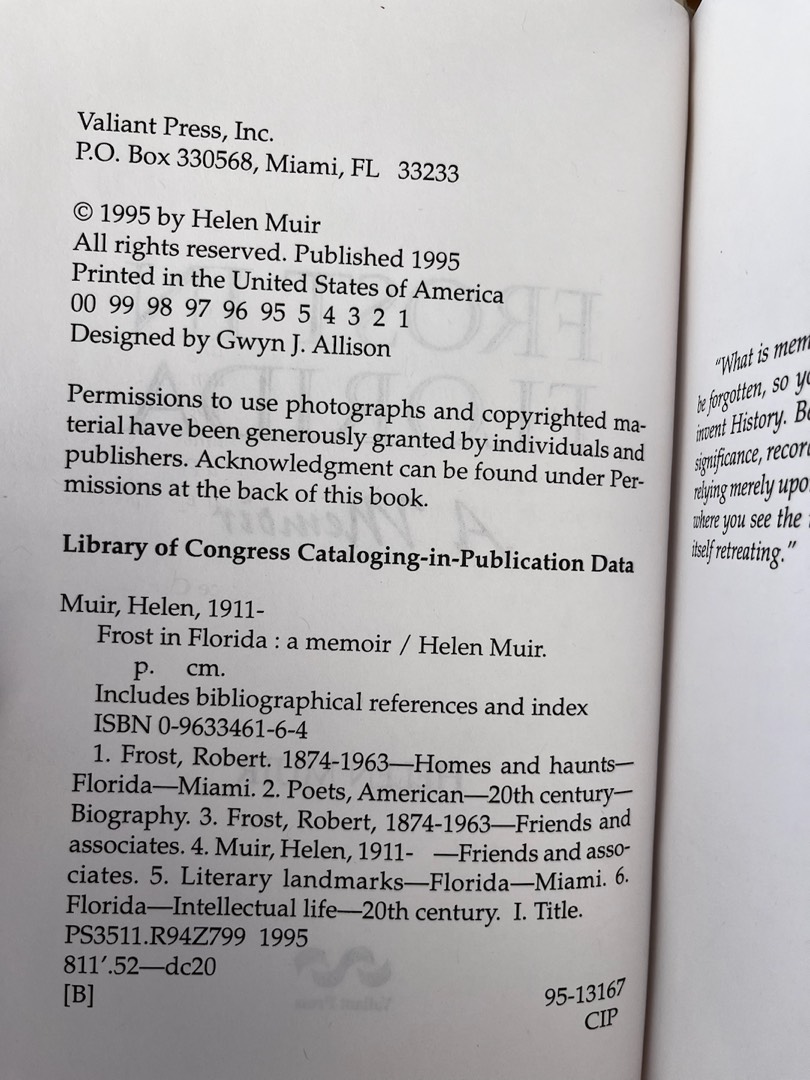 Valiant Press, Inc.
P.O. Box 330568, Miami, FL 33233
© 1995 by Helen Muir
All rights reserved. Published 1995
Printed in the United States of America
00 99 98 97 96 95 5 4 3 2 1
Designed by Gwyn J. Allison
Permissions to use photographs and copyrighted ma-
terial have been generously granted by individuals and
publishers. Acknowledgment can be found under Per-
missions at the back of this book.
Library of Congress Cataloging-in-Publication Data
Muir, Helen, 1911-
Frost in Florida : a memoir / Helen Muir.
p. cm.
Includes bibliographical references and index
ISBN 0-9633461-6-4
1. Frost, Robert. 1874-1963—Homes and haunts—
Florida—Miami. 2. Poets, American—20th century—
Biography. 3. Frost, Robert, 1874-1963—Friends and
associates. 4. Muir, Helen, 1911- —Friends and asso-
ciates. 5. Literary landmarks—Florida—Miami. 6.
Florida—Intellectual life—20th century. I. Title.
PS3511.R94Z799 1995
811′.52—dc20
[B]
95-13167
CIP
"What is mem
be forgotten, so yo
invent History. B
significance, recor
relying merely upo
where you see the
itself retreating."